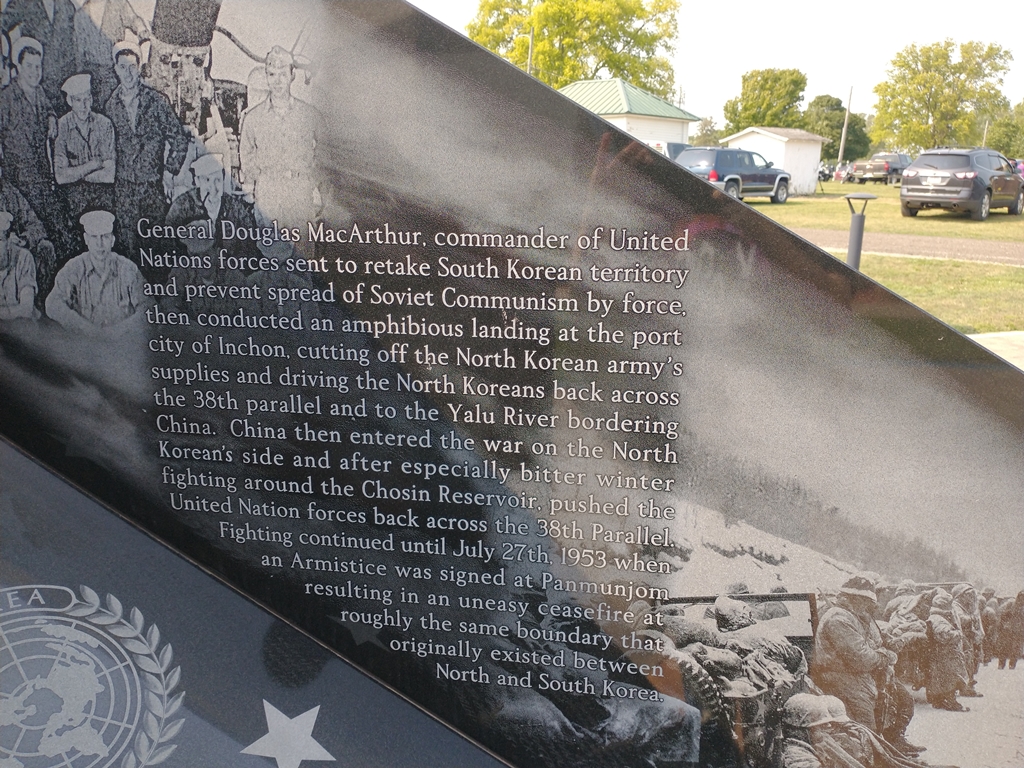 General Douglas MacArthur, commander of United
Nations forces sent to retake South Korean territory
and prevent spread of Soviet Communism by force,
then conducted an amphibious landing at the port
city of Inchon, cutting off the North Korean army's
supplies and driving the North Koreans back across
the 38th parallel and to the Yalu River bordering
China. China then entered the war on the North
Korean's side and after especially bitter winter
fighting around the Chosin Reservoir, pushed the
United Nation forces back across the 38th Parallel.
Fighting continued until July 27th, 1953 when
an Armistice was signed at Panmunjom
resulting in an uneasy ceasefire at
roughly the same boundary that
originally existed between
North and South Korea.
EA